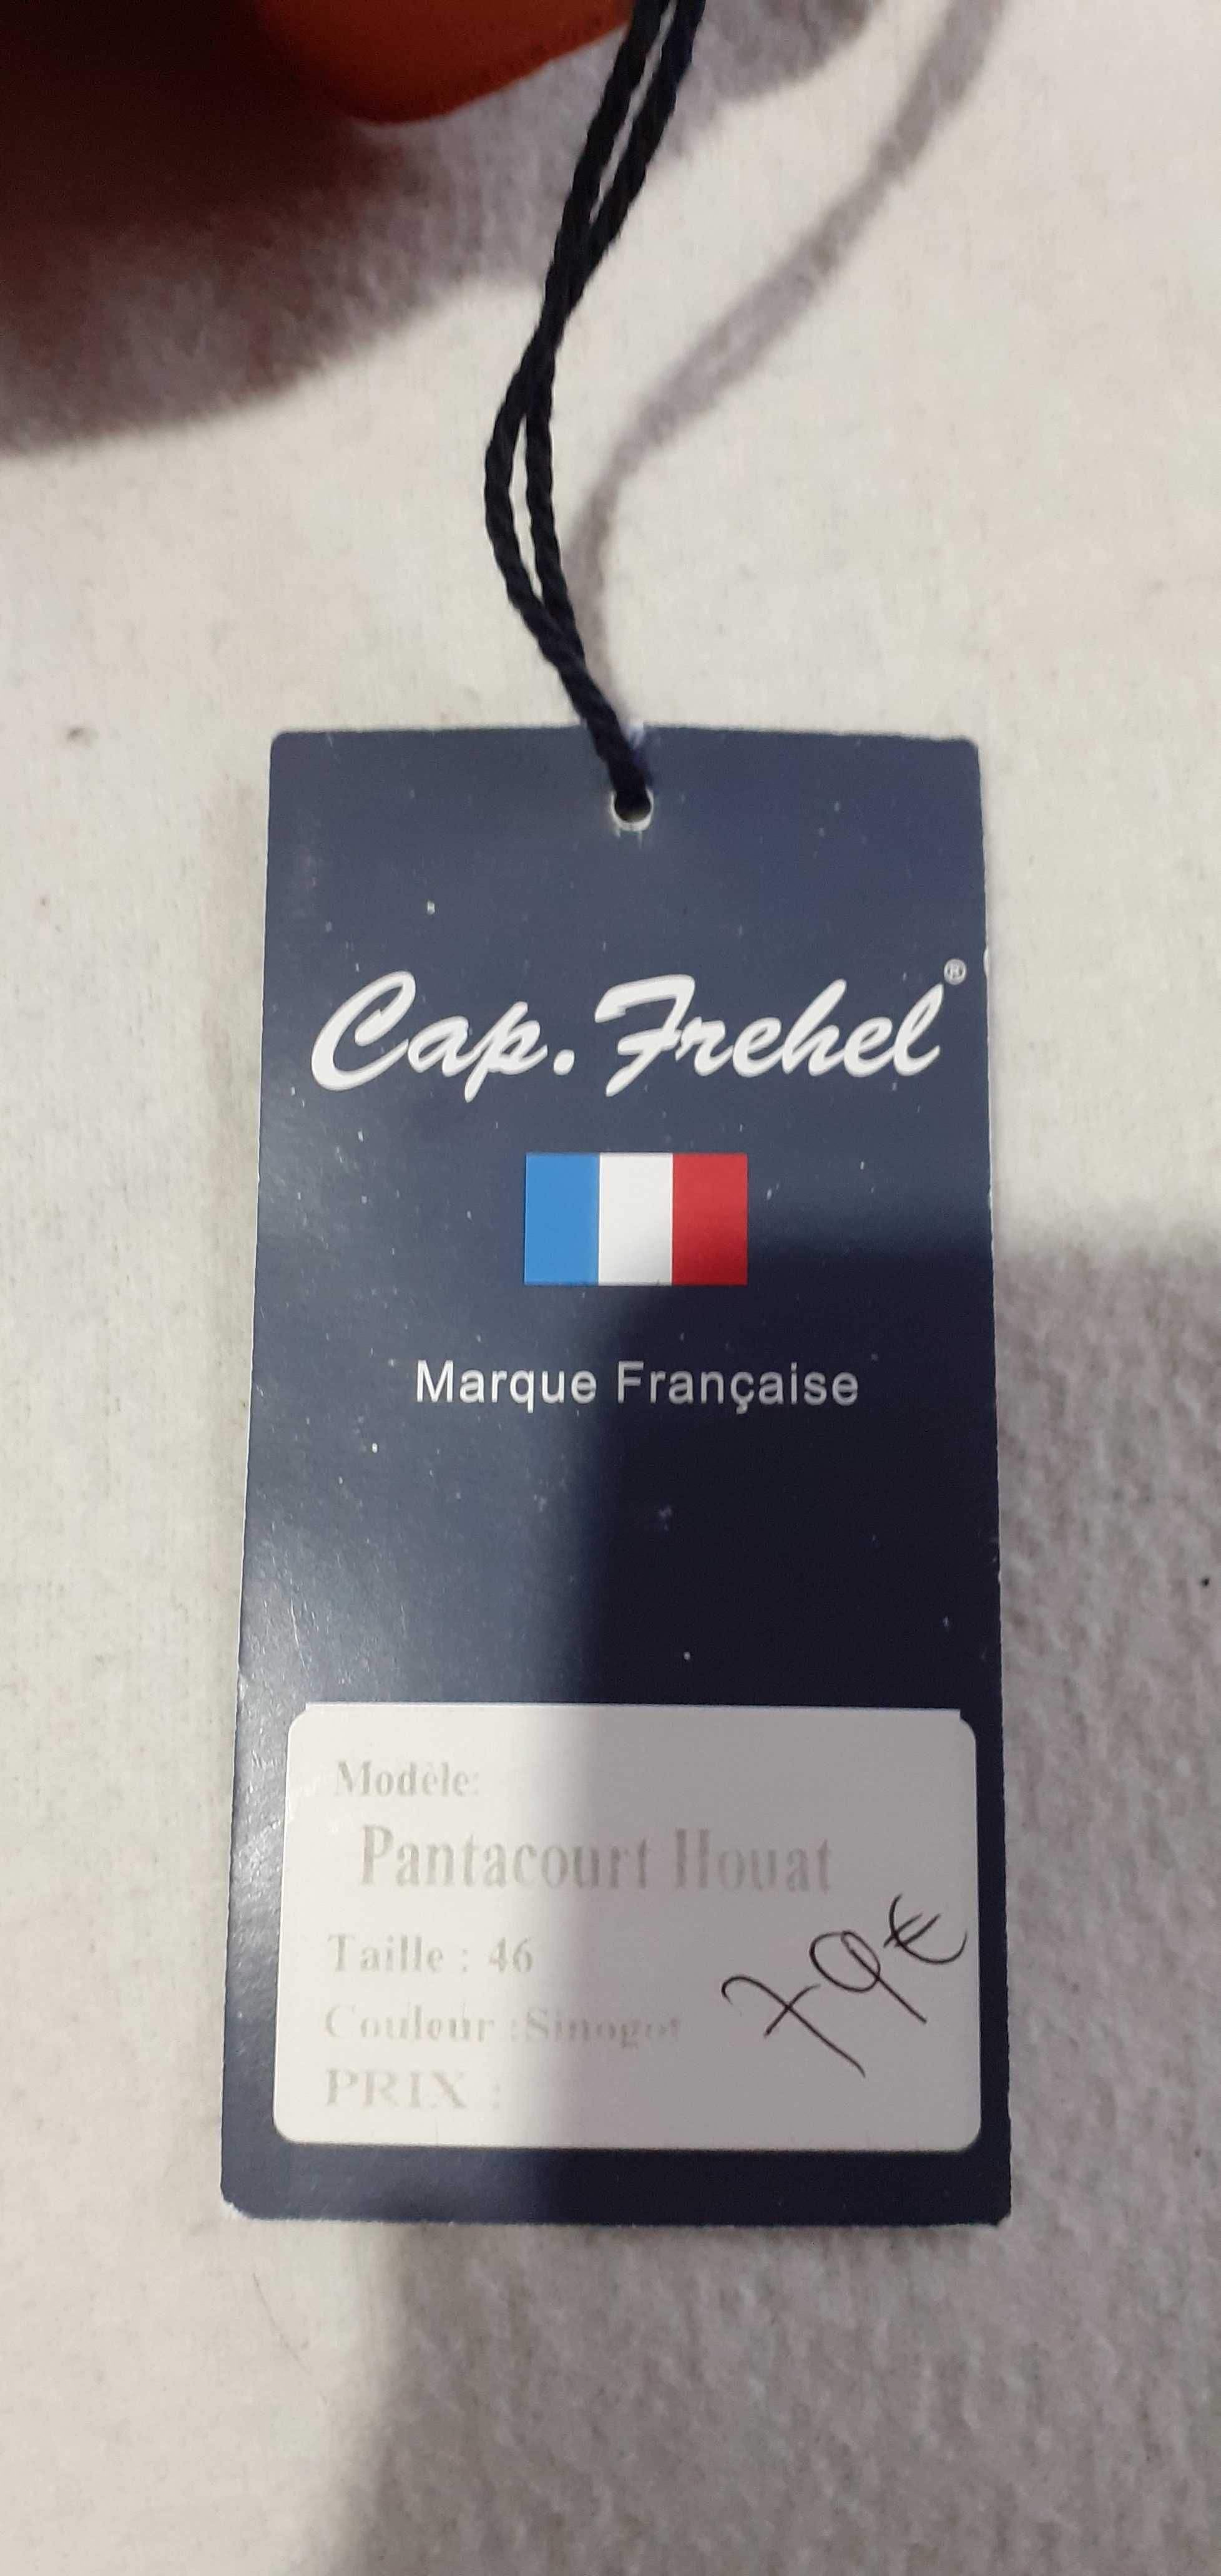 Cap. Frehel®
Marque Française
Modèle:
Pantacourt Houat
Taille : 46
Couleur :Sinogot
PRIX :
79€